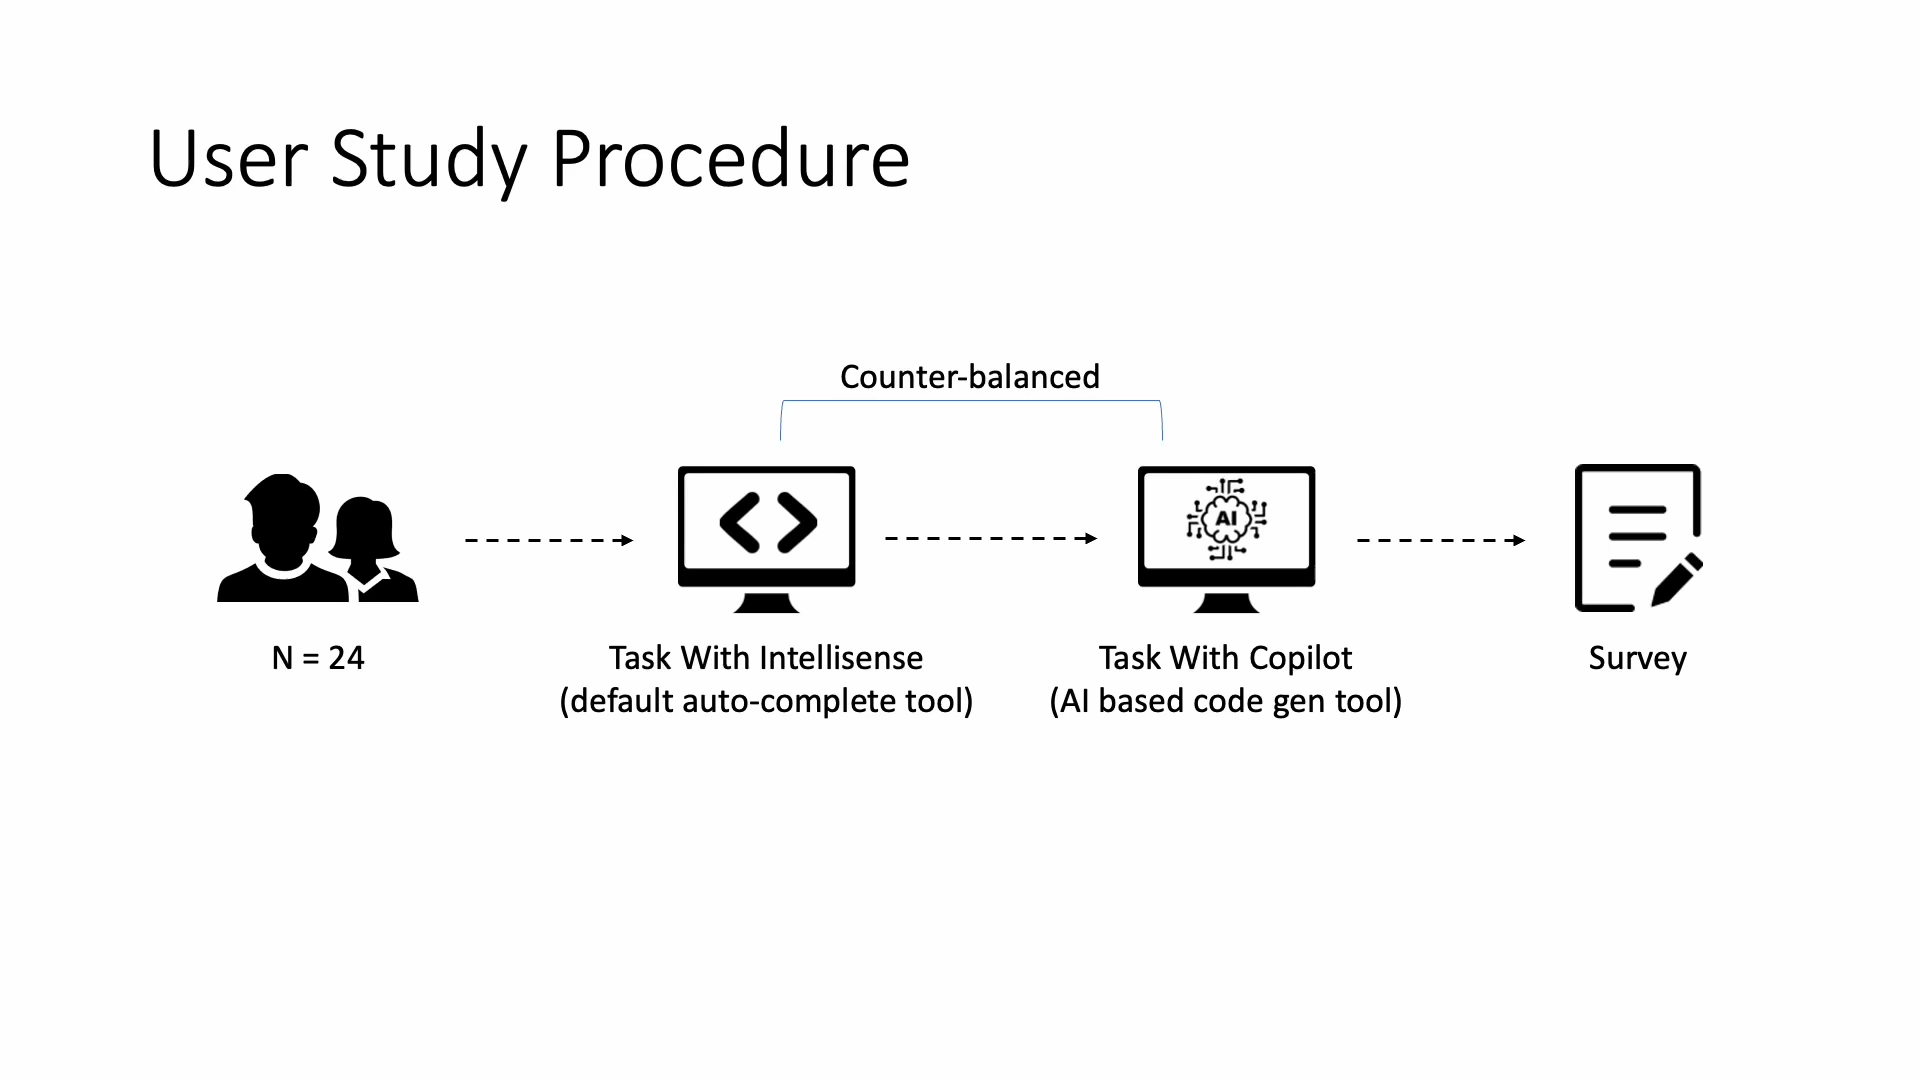 User Study Procedure
Counter-balanced
AI
N = 24
Task With Intellisense
(default auto-complete tool)
Task With Copilot
(AI based code gen tool)
Survey